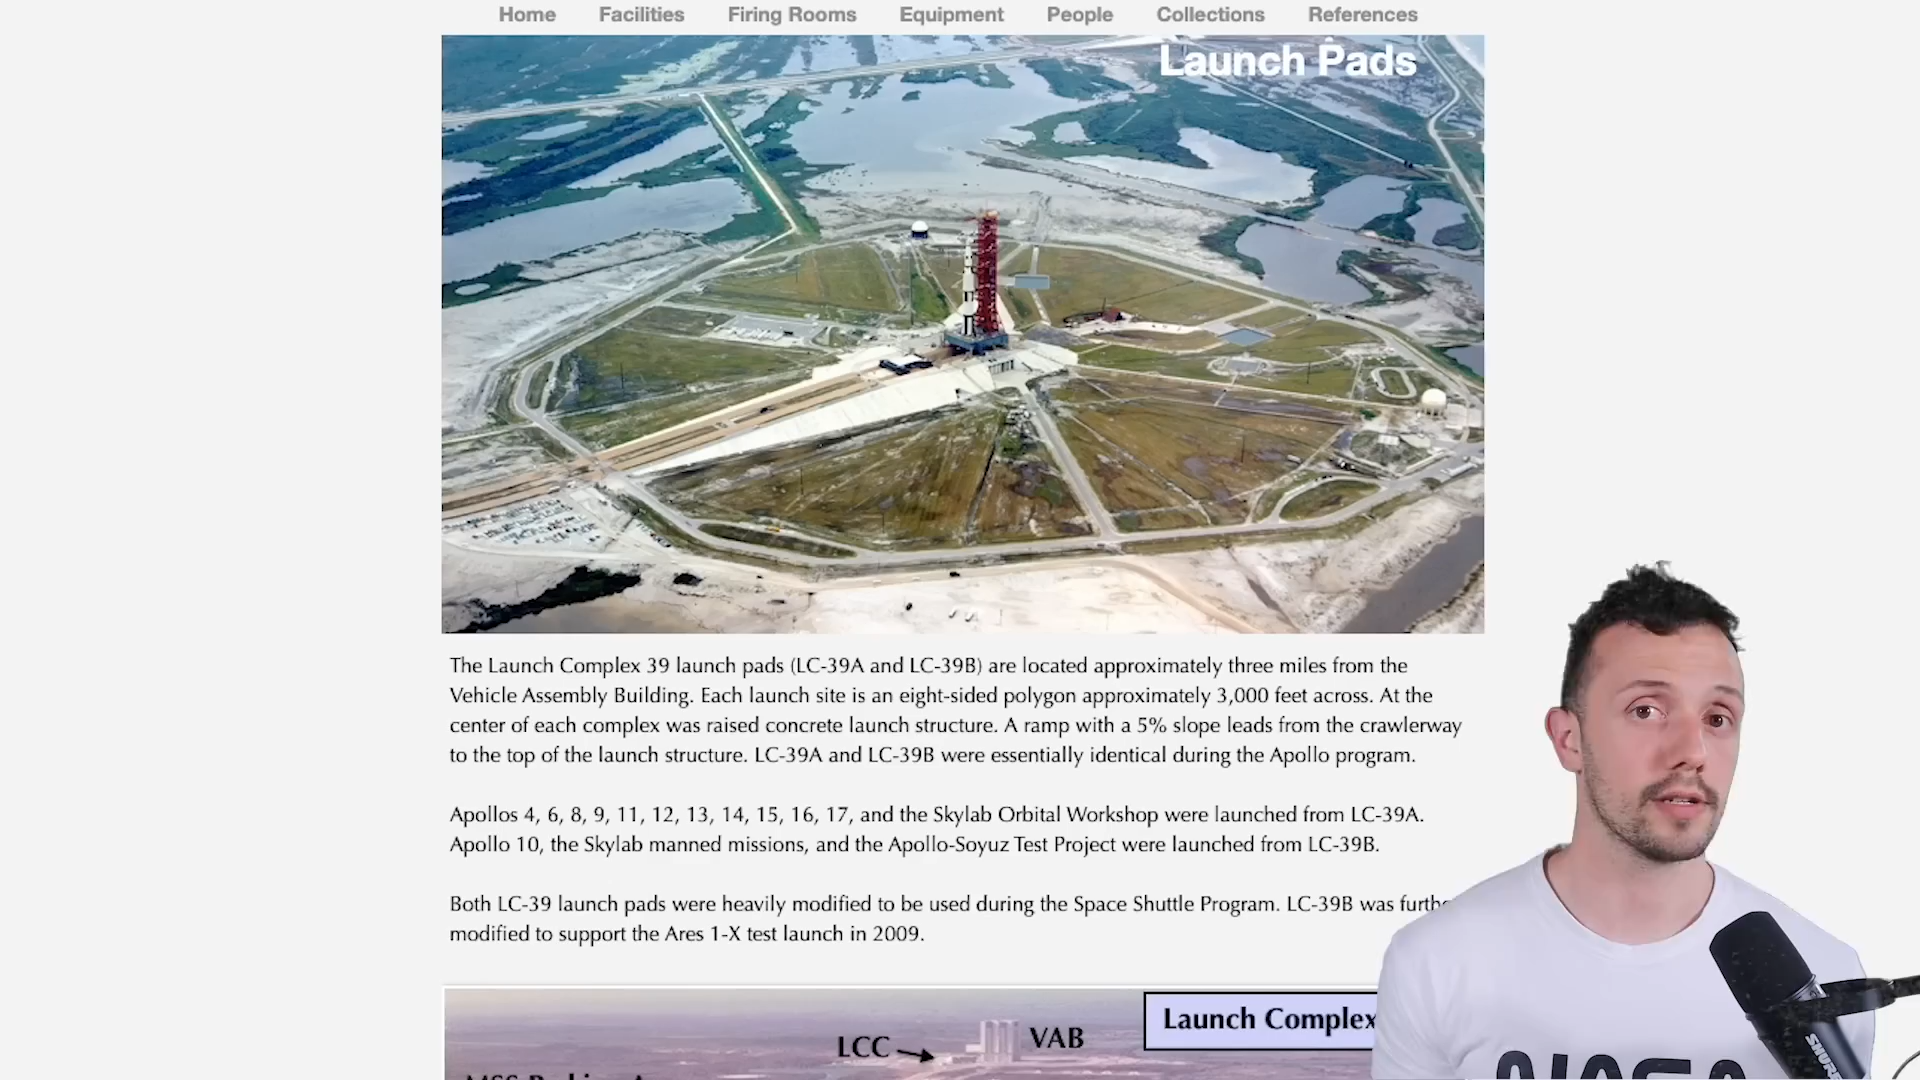 Home Facilities Firing Rooms Equipment People Collections References
Launch Pads
The Launch Complex 39 launch pads (LC-39A and LC-39B) are located approximately three miles from the
Vehicle Assembly Building. Each launch site is an eight-sided polygon approximately 3,000 feet across. At the
center of each complex was raised concrete launch structure. A ramp with a 5% slope leads from the crawlerway
to the top of the launch structure. LC-39A and LC-39B were essentially identical during the Apollo program.
Apollos 4, 6, 8, 9, 11, 12, 13, 14, 15, 16, 17, and the Skylab Orbital Workshop were launched from LC-39A.
Apollo 10, the Skylab manned missions, and the Apollo-Soyuz Test Project were launched from LC-39B.
Both LC-39 launch pads were heavily modified to be used during the Space Shuttle Program. LC-39B was
modified to support the Ares 1-X test launch in 2009.
Launch Complex
LCC VAB
SHURE